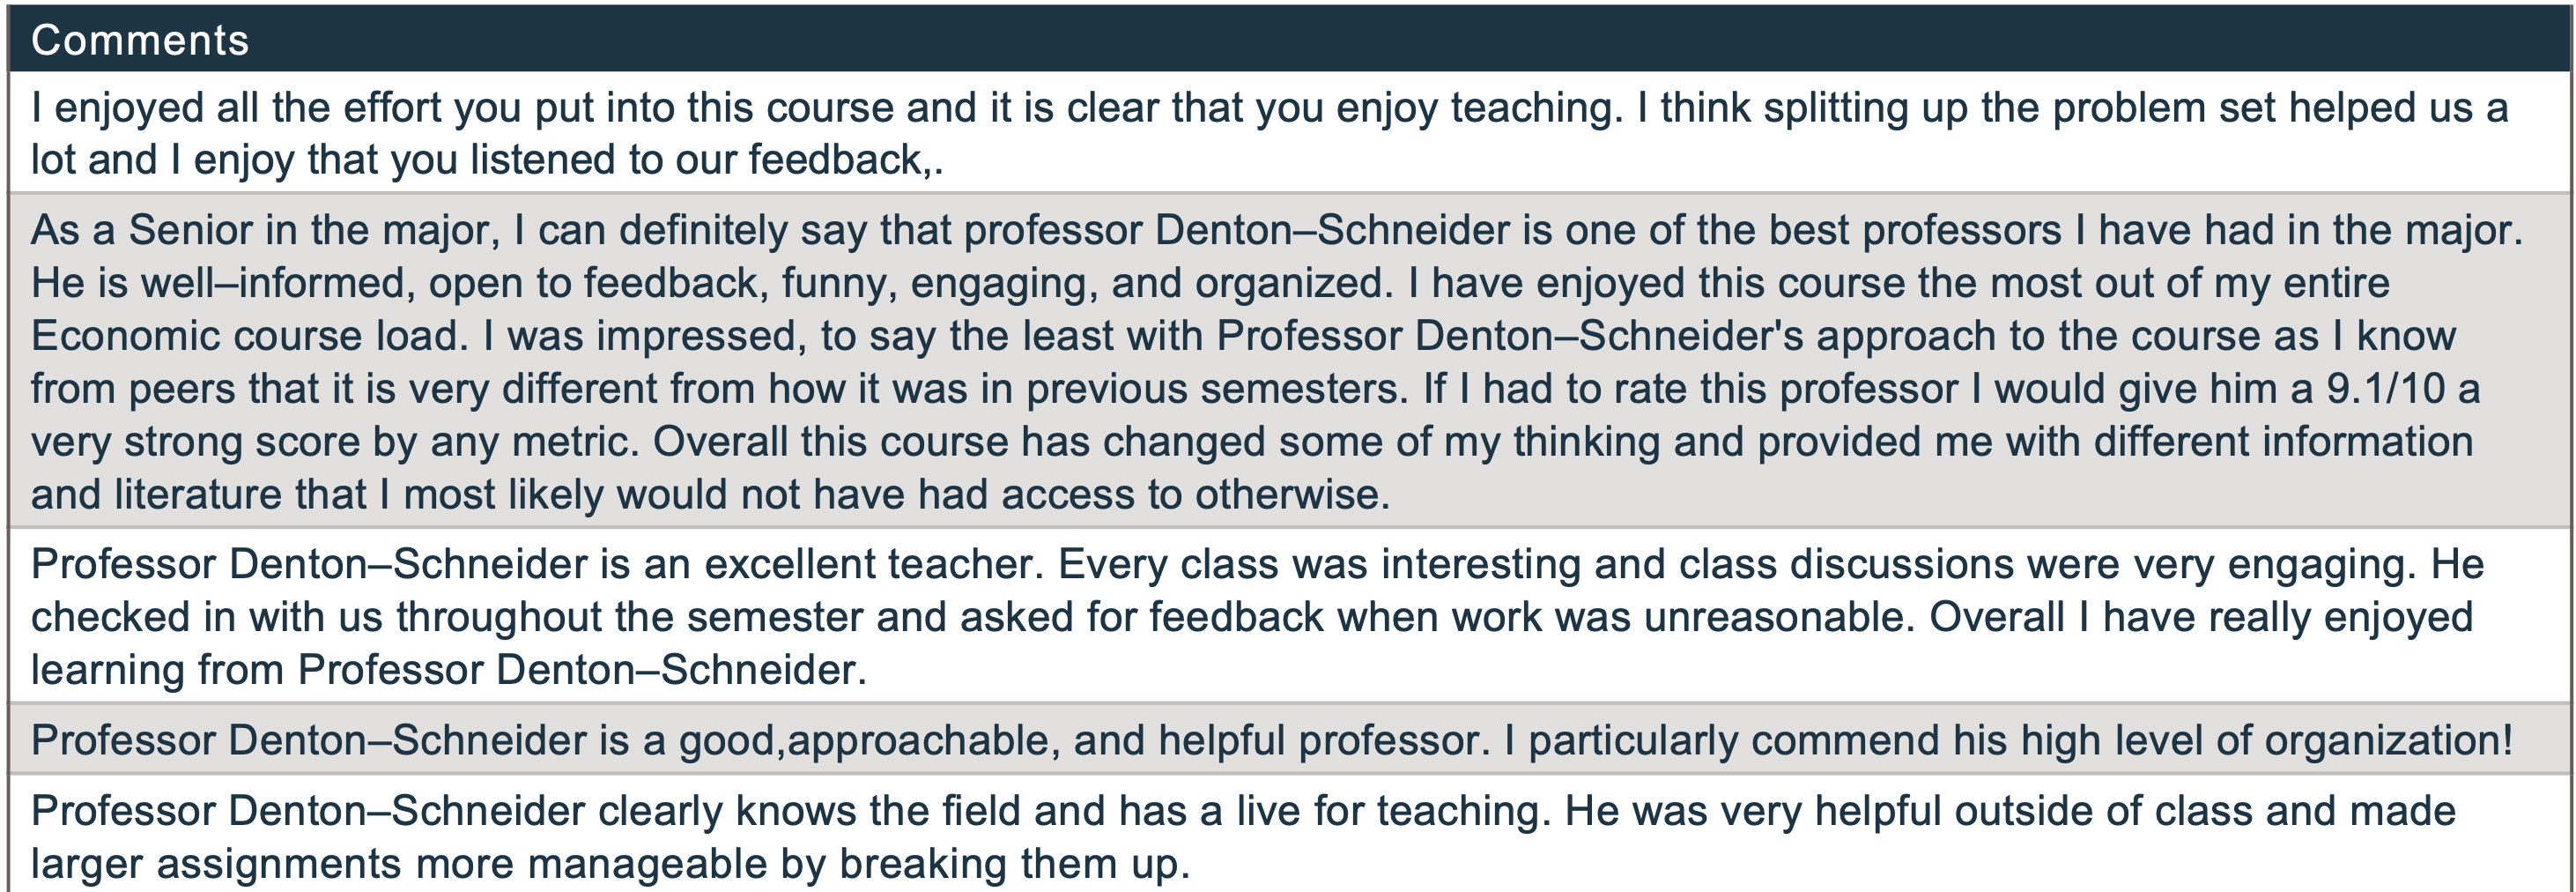 Comments
I enjoyed all the effort you put into this course and it is clear that you enjoy teaching. I think splitting up the problem set helped us a
lot and I enjoy that you listened to our feedback,.
As a Senior in the major, I can definitely say that professor Denton–Schneider is one of the best professors I have had in the major.
He is well–informed, open to feedback, funny, engaging, and organized. I have enjoyed this course the most out of my entire
Economic course load. I was impressed, to say the least with Professor Denton–Schneider's approach to the course as I know
from peers that it is very different from how it was in previous semesters. If I had to rate this professor I would give him a 9.1/10 a
very strong score by any metric. Overall this course has changed some of my thinking and provided me with different information
and literature that I most likely would not have had access to otherwise.
Professor Denton–Schneider is an excellent teacher. Every class was interesting and class discussions were very engaging. He
checked in with us throughout the semester and asked for feedback when work was unreasonable. Overall I have really enjoyed
learning from Professor Denton–Schneider.
Professor Denton–Schneider is a good,approachable, and helpful professor. I particularly commend his high level of organization!
Professor Denton–Schneider clearly knows the field and has a live for teaching. He was very helpful outside of class and made
larger assignments more manageable by breaking them up.